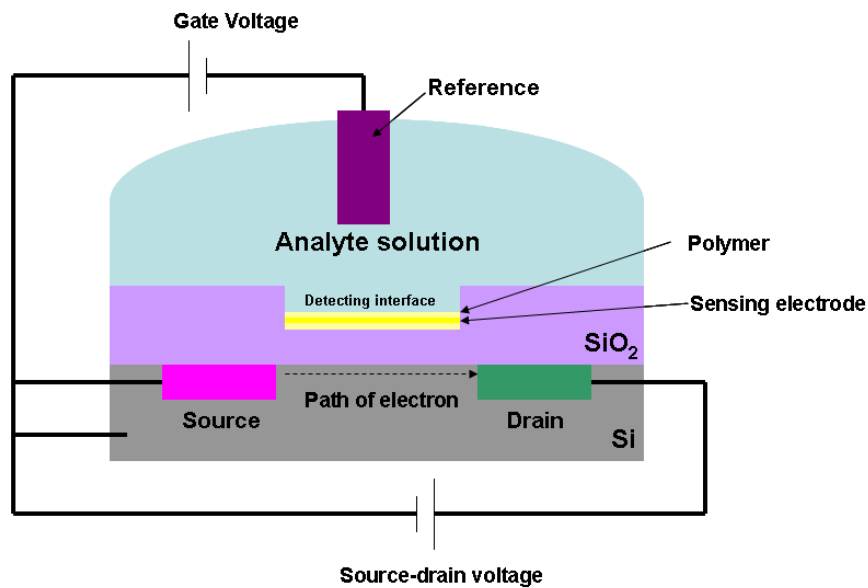 Gate Voltage
Reference
Analyte solution
Polymer
Detecting interface
Sensing electrode
SiO₂
Path of electron
Source
Drain
Si
Source-drain voltage